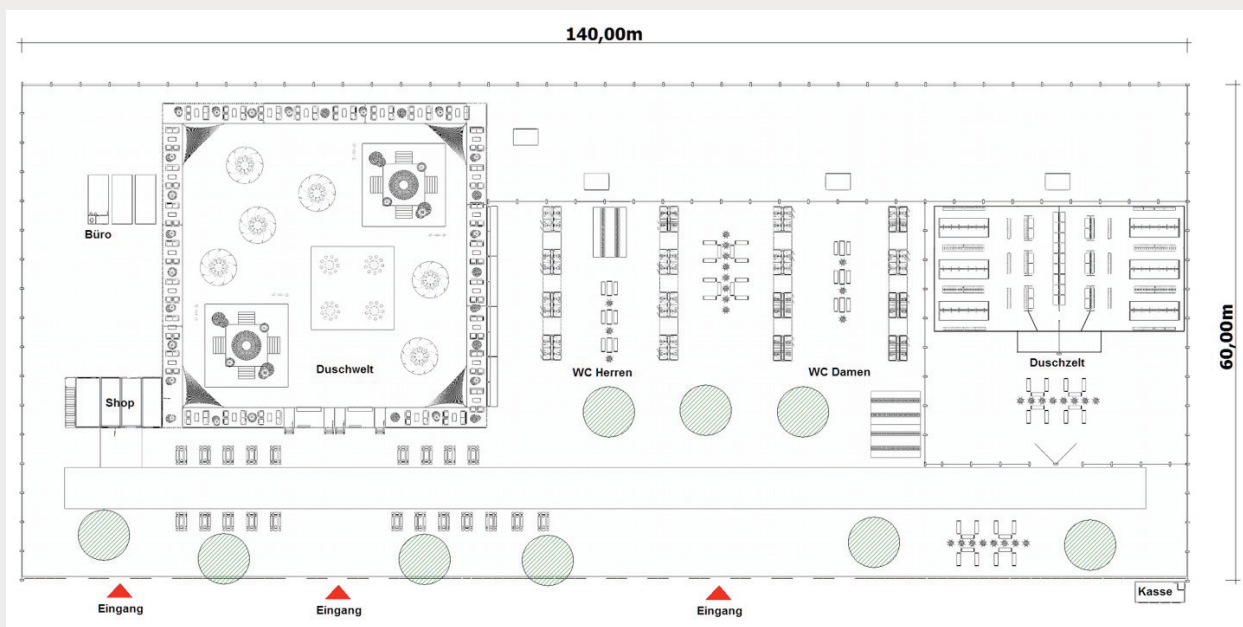 140,00m
60,00m
Büro
Duschwelt
Shop
WC Herren
WC Damen
Duschzelt
Eingang
Eingang
Eingang
Kasse